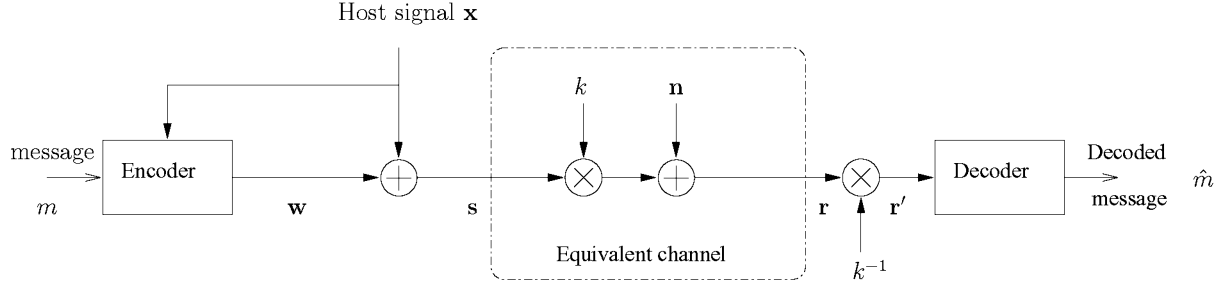 Host signal x
k
n
message
Encoder
Decoder
Decoded
m
w
s
r
r′
message
m̂
Equivalent channel
k⁻¹